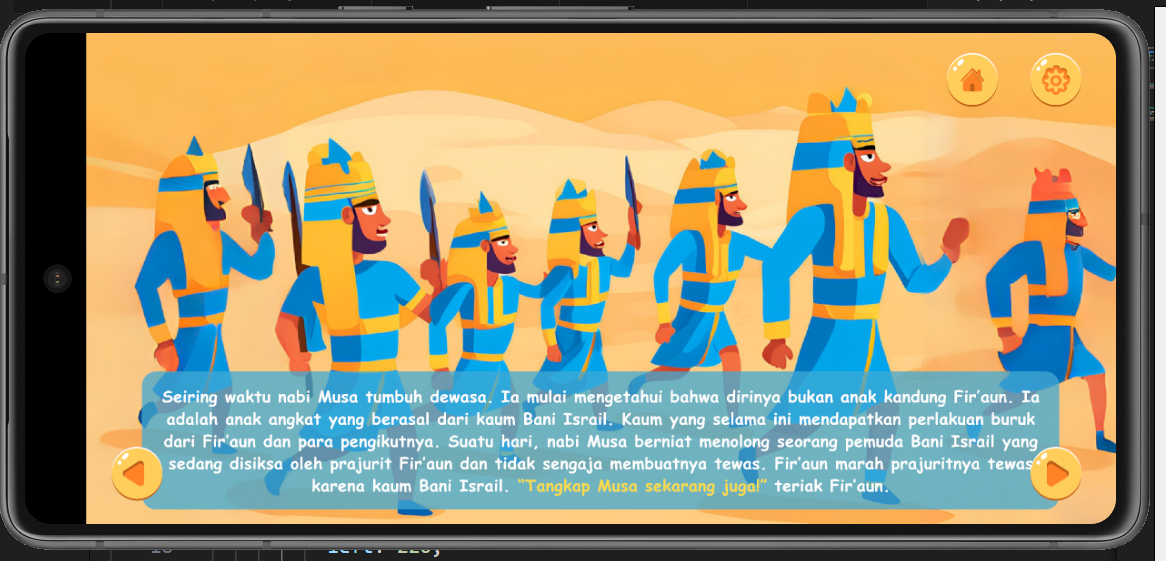 Seiring waktu nabi Musa tumbuh dewasa. Ia mulai mengetahui bahwa dirinya bukan anak kandung Fir'aun. Ia
adalah anak angkat yang berasal dari kaum Bani Israil. Kaum yang selama ini mendapatkan perlakuan buruk
dari Fir'aun dan para pengikutnya. Suatu hari, nabi Musa berniat menolong seorang pemuda Bani Israil yang
sedang disiksa oleh prajurit Fir'aun dan tidak sengaja membuatnya tewas. Fir'aun marah prajuritnya tewas
karena kaum Bani Israil. "Tangkap Musa sekarang juga!" teriak Fir'aun.